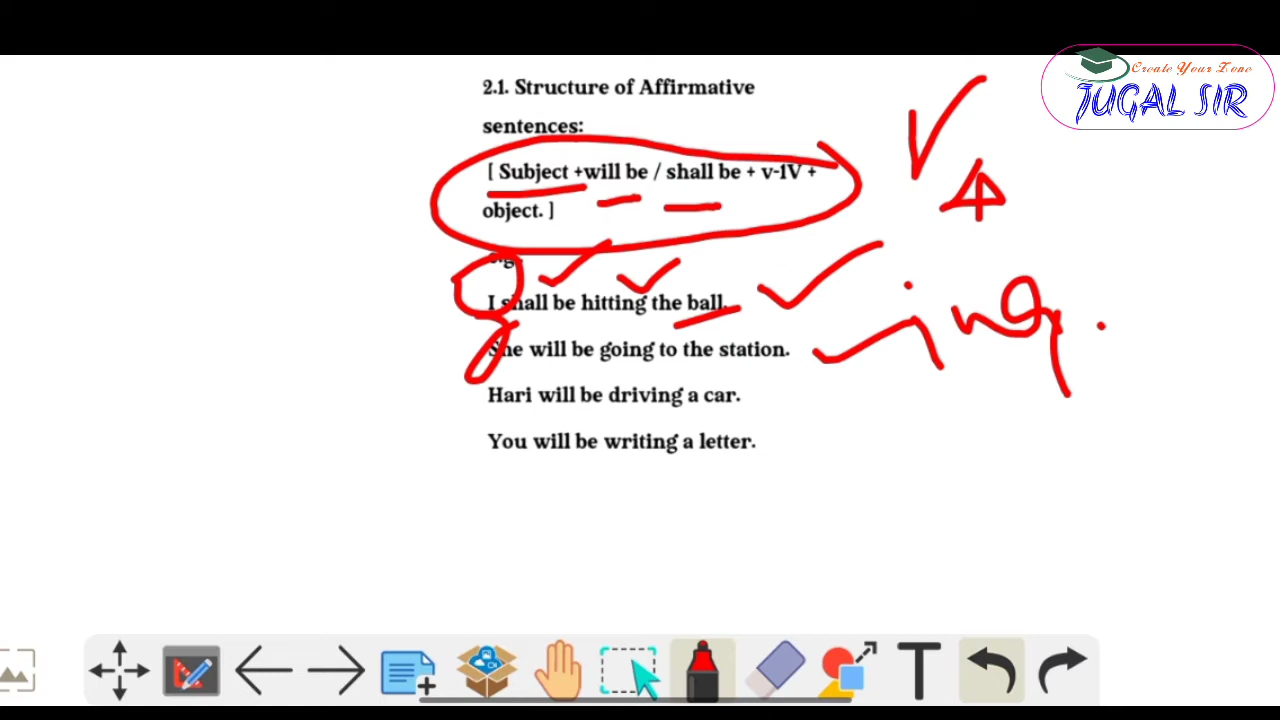 Create Your Zone
JUGAL SIR
2.1. Structure of Affirmative
sentences:
[ Subject +will be / shall be + v-1V +
object. ]
I shall be hitting the ball.
She will be going to the station.
Hari will be driving a car.
You will be writing a letter.
V4
ing.